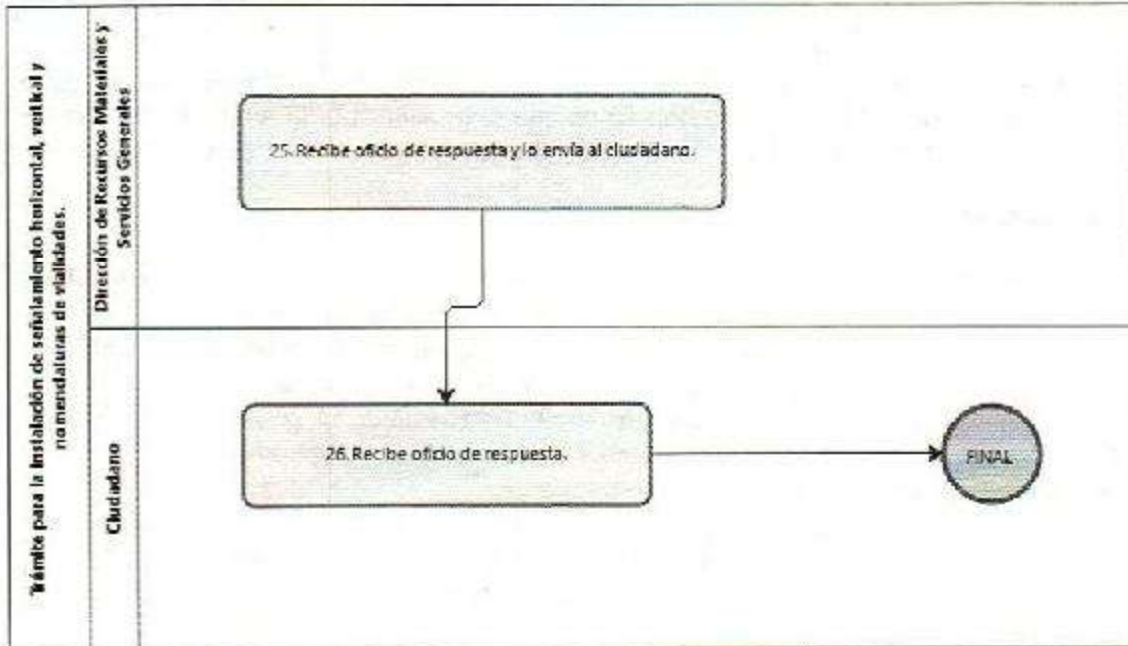 Trámite para la Instalación de señalamiento horizontal, vertical y
nomenclaturas de vialidades.
Dirección de Recursos Materiales y
Servicios Generales
25. Recibe oficio de respuesta y lo envía al ciudadano.
Ciudadano
26. Recibe oficio de respuesta.
FINAL